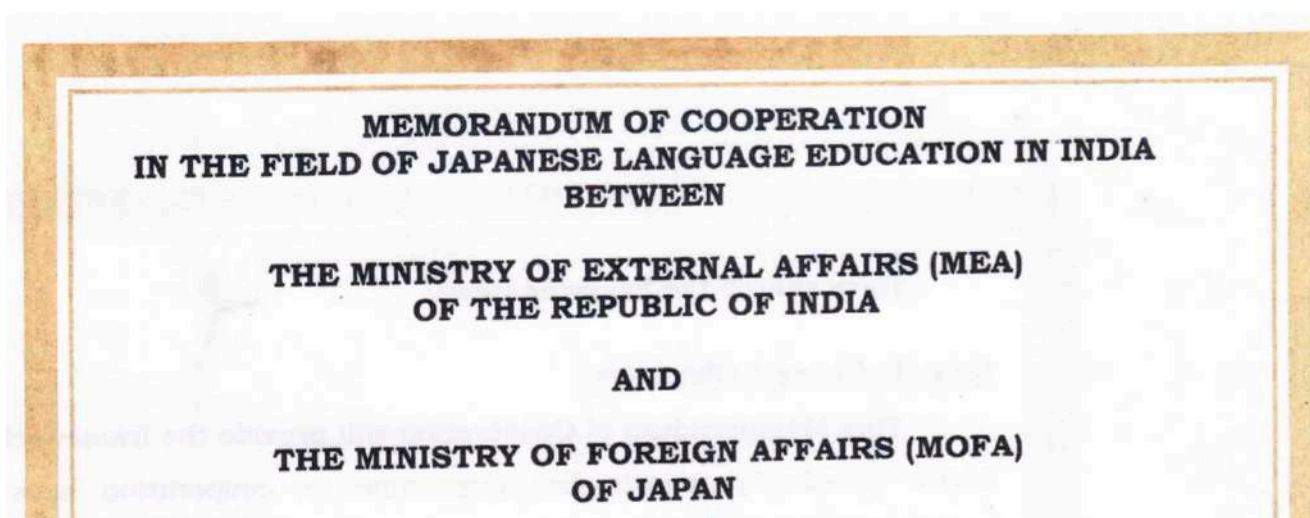 MEMORANDUM OF COOPERATION
IN THE FIELD OF JAPANESE LANGUAGE EDUCATION IN INDIA
BETWEEN
THE MINISTRY OF EXTERNAL AFFAIRS (MEA)
OF THE REPUBLIC OF INDIA
AND
THE MINISTRY OF FOREIGN AFFAIRS (MOFA)
OF JAPAN